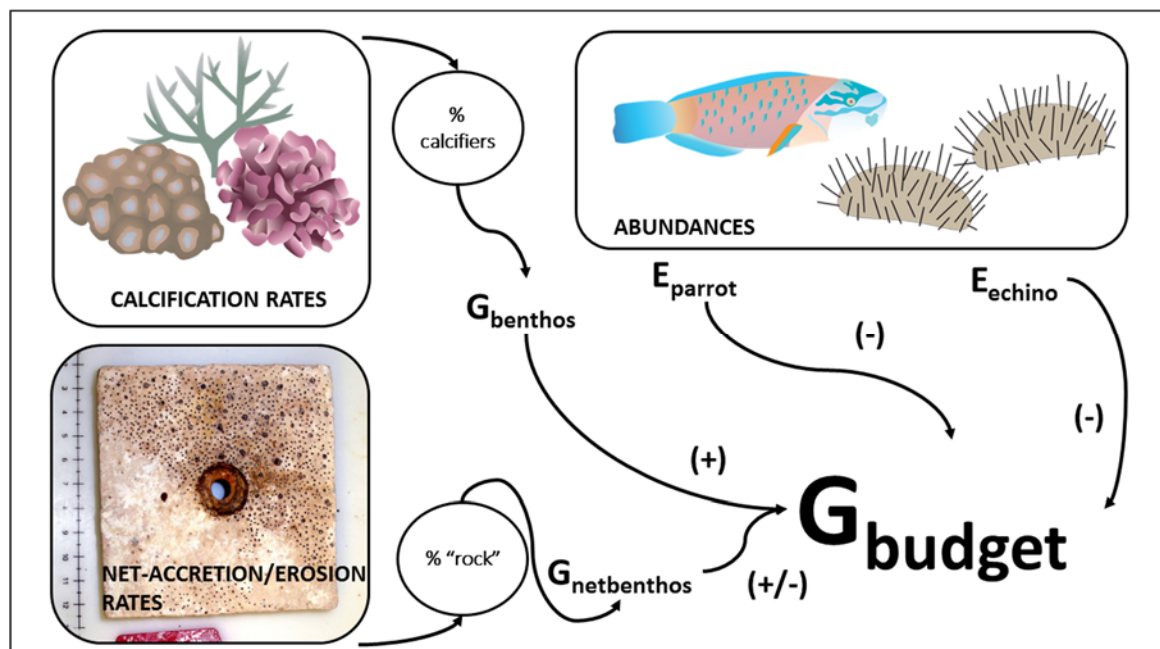 %
calcifiers
CALCIFICATION RATES
ABUNDANCES
E parrot
E echino
G benthos
(-)
(-)
(+)
G budget
NET-ACCRETION/EROSION
RATES
% "rock"
G netbenthos
(+/-)